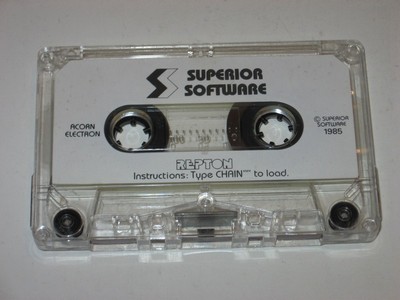 SUPERIOR
SOFTWARE
ACORN
ELECTRON
© SUPERIOR
SOFTWARE
1985
REPTON
Instructions: Type CHAIN"" to load.